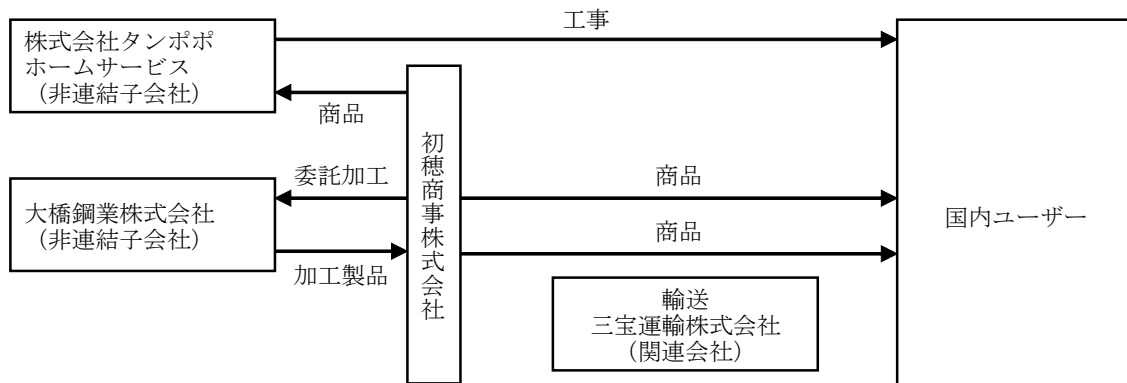 工事
株式会社タンポポ
ホームサービス
(非連結子会社)
商品
初穂商事株式会社
委託加工
商品
大橋鋼業株式会社
(非連結子会社)
商品
国内ユーザー
加工製品
輸送
三宝運輸株式会社
(関連会社)